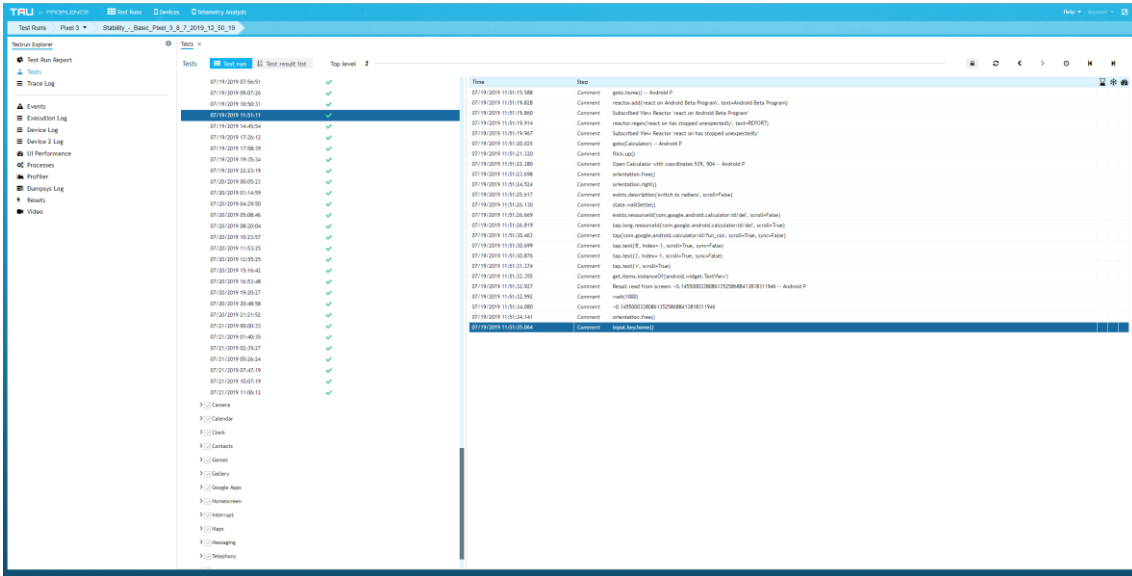 TAU by PROFILENCE Test Runs Devices Telemetry Analysis Help Account
Test Runs Pixel 3 Stability_-_Basic_Pixel_3_8_7_2019_12_50_19
Testrun Explorer
Test Run Report
Tests
Trace Log
Events
Execution Log
Device Log
Device 2 Log
UI Performance
Processes
Profiler
Dumpsys Log
Resets
Video
Tests ×
Tests Test run Test result list Top level
07/19/2019 07:56:51
07/19/2019 09:07:26
07/19/2019 10:50:31
07/19/2019 11:51:11
07/19/2019 14:45:54
07/19/2019 17:26:12
07/19/2019 17:58:39
07/19/2019 19:35:34
07/19/2019 22:23:19
07/20/2019 00:05:23
07/20/2019 01:14:59
07/20/2019 04:29:50
07/20/2019 05:08:46
07/20/2019 08:20:04
07/20/2019 10:23:57
07/20/2019 11:53:25
07/20/2019 12:55:25
07/20/2019 15:16:42
07/20/2019 16:53:48
07/20/2019 19:20:27
07/20/2019 20:48:58
07/20/2019 21:21:52
07/21/2019 00:00:33
07/21/2019 01:40:35
07/21/2019 02:35:27
07/21/2019 05:26:24
07/21/2019 07:47:19
07/21/2019 10:07:19
07/21/2019 11:06:12
Camera
Calendar
Clock
Contacts
Games
Gallery
Google Apps
Homescreen
Interrupt
Maps
Messaging
Telephony
Time Step
07/19/2019 11:51:15.588 Comment goto.home() -- Android P
07/19/2019 11:51:19.828 Comment reactor.add('react on Android Beta Program', text=Android Beta Program)
07/19/2019 11:51:19.860 Comment Subscribed View Reactor 'react on Android Beta Program'
07/19/2019 11:51:19.914 Comment reactor.regex('react on has stopped unexpectedly', text=REPORT)
07/19/2019 11:51:19.967 Comment Subscribed View Reactor 'react on has stopped unexpectedly'
07/19/2019 11:51:20.025 Comment goto(Calculator) -- Android P
07/19/2019 11:51:21.320 Comment flick.up()
07/19/2019 11:51:22.380 Comment Open Calculator with coordinates 539, 904 -- Android P
07/19/2019 11:51:23.698 Comment orientation.free()
07/19/2019 11:51:24.524 Comment orientation.right()
07/19/2019 11:51:25.617 Comment exists.description('switch to radians', scroll=False)
07/19/2019 11:51:26.130 Comment state.waitSettle()
07/19/2019 11:51:26.669 Comment exists.resourceId('com.google.android.calculator:id/del', scroll=False)
07/19/2019 11:51:26.819 Comment tap.long.resourceId('com.google.android.calculator:id/del', scroll=True)
07/19/2019 11:51:30.463 Comment tap(com.google.android.calculator:id/fun_cos', scroll=True, sync=False)
07/19/2019 11:51:30.699 Comment tap.text('8', index=-1, scroll=True, sync=False)
07/19/2019 11:51:30.876 Comment tap.text(')', index=-1, scroll=True, sync=False)
07/19/2019 11:51:31.374 Comment tap.text('=', scroll=True)
07/19/2019 11:51:32.355 Comment get.items.instanceOf('android.widget.TextView')
07/19/2019 11:51:32.927 Comment Result read from screen: -0.14550003380861352586884138183119​46 -- Android P
07/19/2019 11:51:32.992 Comment wait(1000)
07/19/2019 11:51:34.080 Comment -0.1455000338086135258688413818311946
07/19/2019 11:51:34.141 Comment orientation.free()
07/19/2019 11:51:35.064 Comment input.key.home()